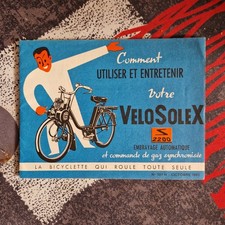 Comment
UTILISER ET ENTRETENIR
Votre
VELOSOLEX
2200
EMBRAYAGE AUTOMATIQUE
et commande de gaz synchronisée
LA BICYCLETTE QUI ROULE TOUTE SEULE